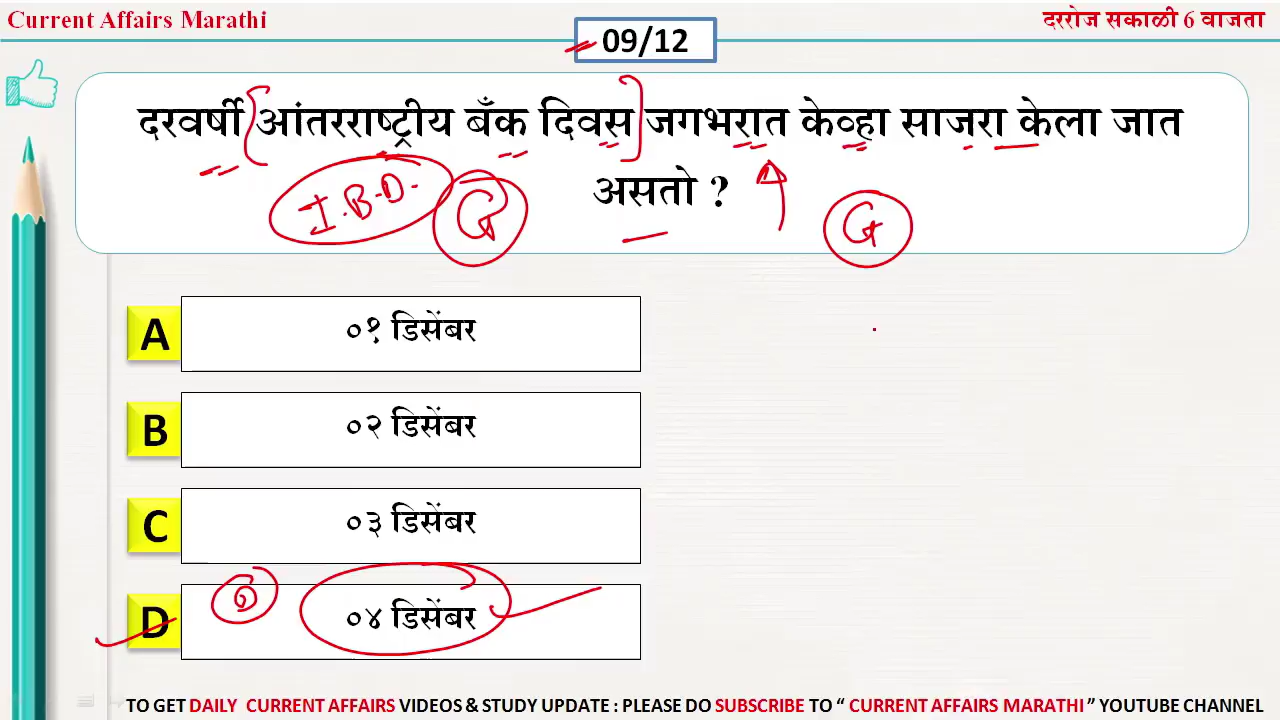 Current Affairs Marathi
दररोज सकाळी 6 वाजता
09/12
दरवर्षी आंतरराष्ट्रीय बँक दिवस जगभरात केव्हा साजरा केला जात
असतो ?
I.B.D.
G
G
A
०१ डिसेंबर
B
०२ डिसेंबर
C
०३ डिसेंबर
D
०४ डिसेंबर
TO GET DAILY CURRENT AFFAIRS VIDEOS & STUDY UPDATE : PLEASE DO SUBSCRIBE TO “ CURRENT AFFAIRS MARATHI ” YOUTUBE CHANNEL